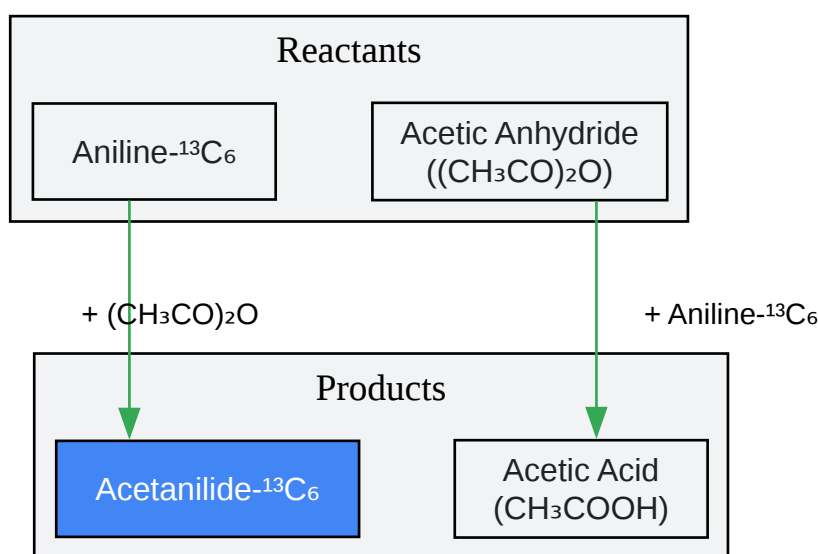 Reactants
Aniline-¹³C₆
Acetic Anhydride
((CH₃CO)₂O)
+ (CH₃CO)₂O
+ Aniline-¹³C₆
Products
Acetanilide-¹³C₆
Acetic Acid
(CH₃COOH)